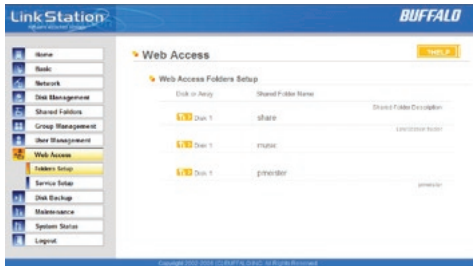 LinkStation
BUFFALO
Home
Basic
Network
Disk Management
Shared Folders
Group Management
User Management
Web Access
Folders Setup
Service Setup
Disk Backup
Maintenance
System Status
Logout
Web Access
HELP
Web Access Folders Setup
Disk or Array Shared Folder Name
Shared Folder Description
Disk 1 share
Disk 1 music
Disk 1 pmeister
pmeister